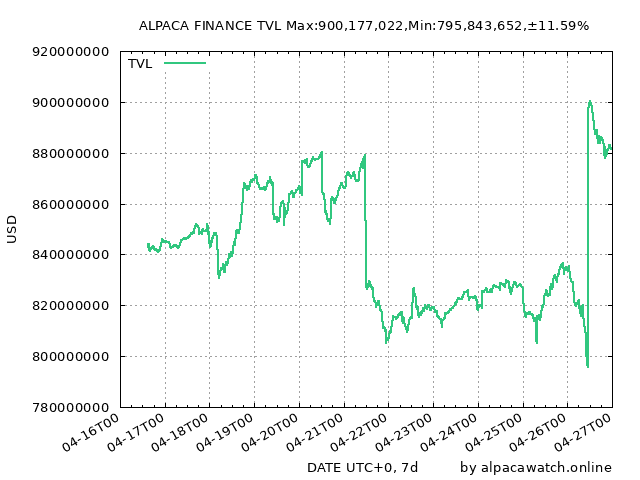 ALPACA FINANCE TVL Max:900,177,022,Min:795,843,652,±11.59%
TVL
920000000
900000000
880000000
860000000
840000000
820000000
800000000
780000000
USD
04-16T00
04-17T00
04-18T00
04-19T00
04-20T00
04-21T00
04-22T00
04-23T00
04-24T00
04-25T00
04-26T00
04-27T00
DATE UTC+0, 7d
by alpacawatch.online